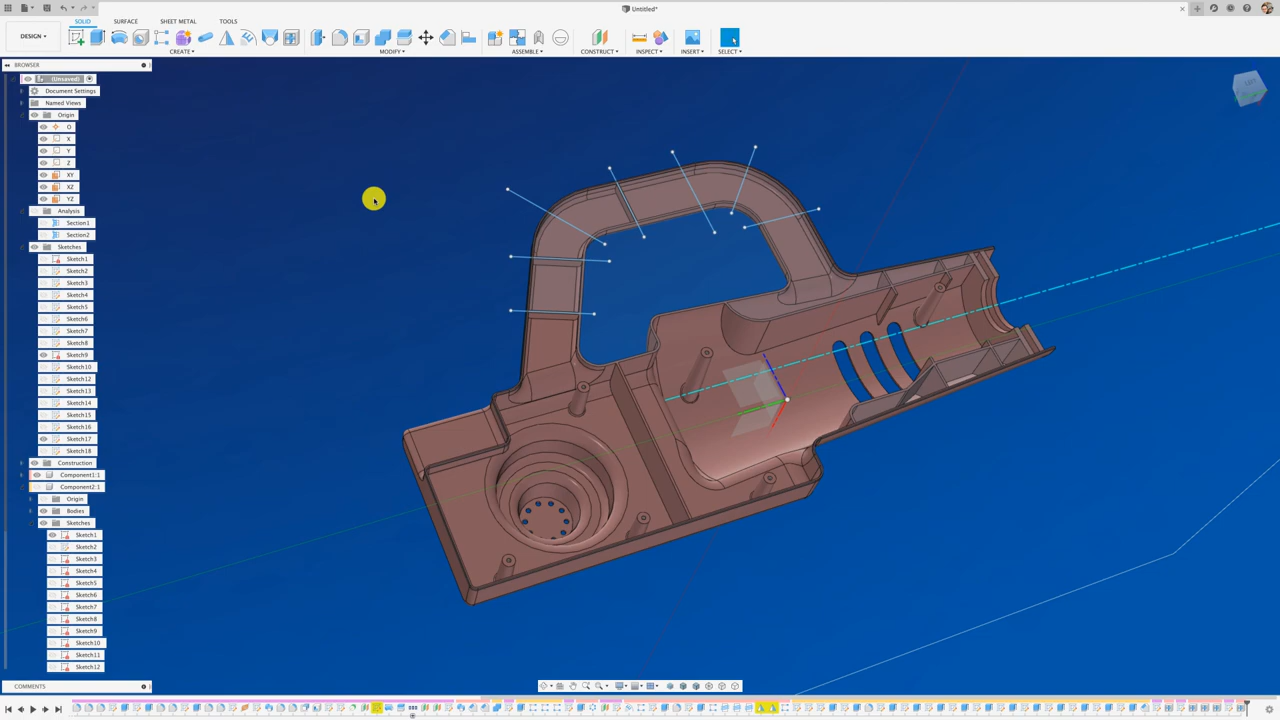 Untitled*
DESIGN
SOLID SURFACE SHEET METAL TOOLS
CREATE MODIFY ASSEMBLE CONSTRUCT INSPECT INSERT SELECT
BROWSER
(Unsaved)
Document Settings
Named Views
Origin
O
X
Y
Z
XY
XZ
YZ
Analysis
Section1
Section2
Sketches
Sketch1
Sketch2
Sketch3
Sketch4
Sketch5
Sketch6
Sketch7
Sketch8
Sketch9
Sketch10
Sketch12
Sketch13
Sketch14
Sketch15
Sketch16
Sketch17
Sketch18
Construction
Component1:1
Component2:1
Origin
Bodies
Sketches
Sketch1
Sketch2
Sketch3
Sketch4
Sketch5
Sketch6
Sketch7
Sketch8
Sketch9
Sketch10
Sketch11
Sketch12
COMMENTS